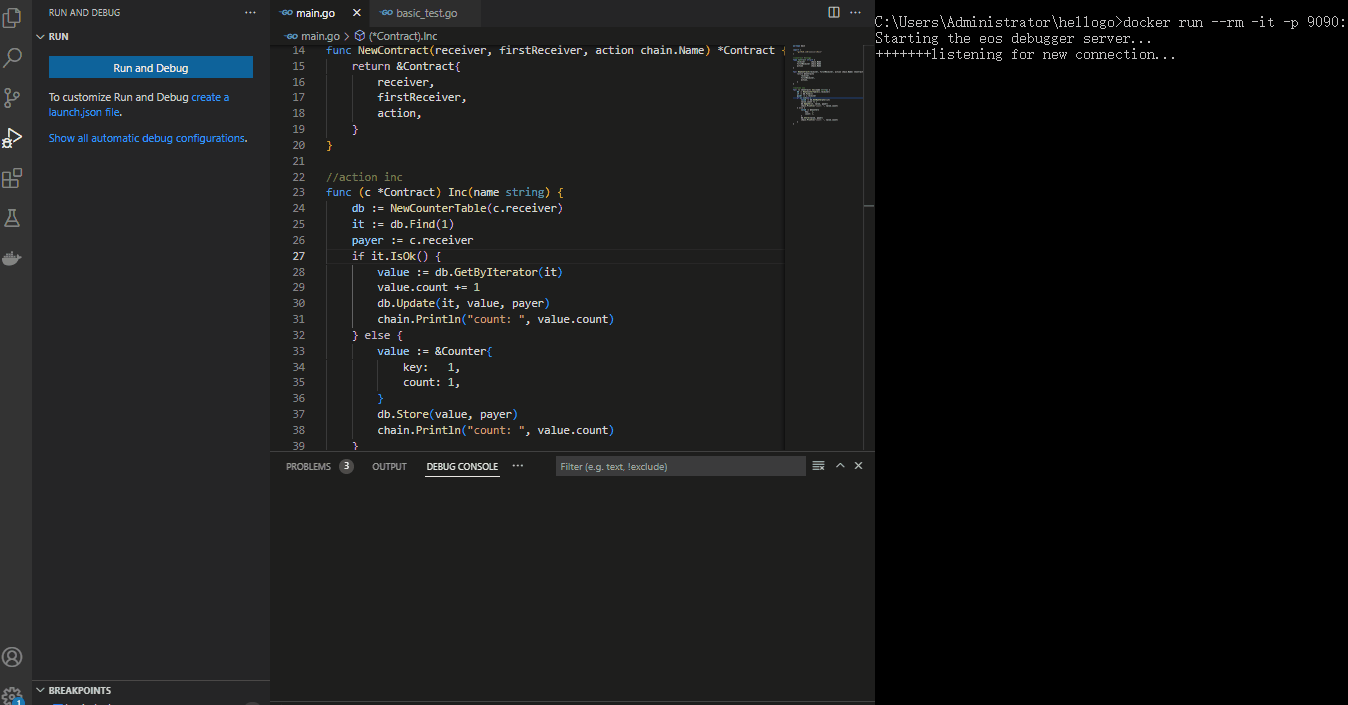 RUN AND DEBUG
RUN
Run and Debug
To customize Run and Debug create a
launch.json file.
Show all automatic debug configurations.
BREAKPOINTS
1
main.go
basic_test.go
main.go > (*Contract).Inc
14 func NewContract(receiver, firstReceiver, action chain.Name) *Contract {
15 return &Contract{
16 receiver,
17 firstReceiver,
18 action,
19 }
20 }
21
22 //action inc
23 func (c *Contract) Inc(name string) {
24 db := NewCounterTable(c.receiver)
25 it := db.Find(1)
26 payer := c.receiver
27 if it.IsOk() {
28 value := db.GetByIterator(it)
29 value.count += 1
30 db.Update(it, value, payer)
31 chain.Println("count: ", value.count)
32 } else {
33 value := &Counter{
34 key: 1,
35 count: 1,
36 }
37 db.Store(value, payer)
38 chain.Println("count: ", value.count)
39 }
PROBLEMS 3 OUTPUT DEBUG CONSOLE
Filter (e.g. text, !exclude)
C:\Users\Administrator\hellogo>docker run --rm -it -p 9090:
Starting the eos debugger server...
+++++++listening for new connection...